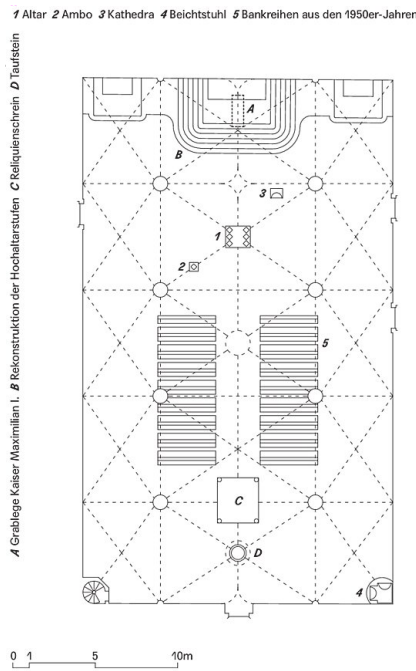 1 Altar 2 Ambo 3 Kathedra 4 Beichtstuhl 5 Bankreihen aus den 1950er-Jahren
A Grablege Kaiser Maximilian I. B Rekonstruktion der Hochaltarstufen C Reliquienschrein D Taufstein
A
B
3
1
2
5
C
D
4
0 1 5 10m